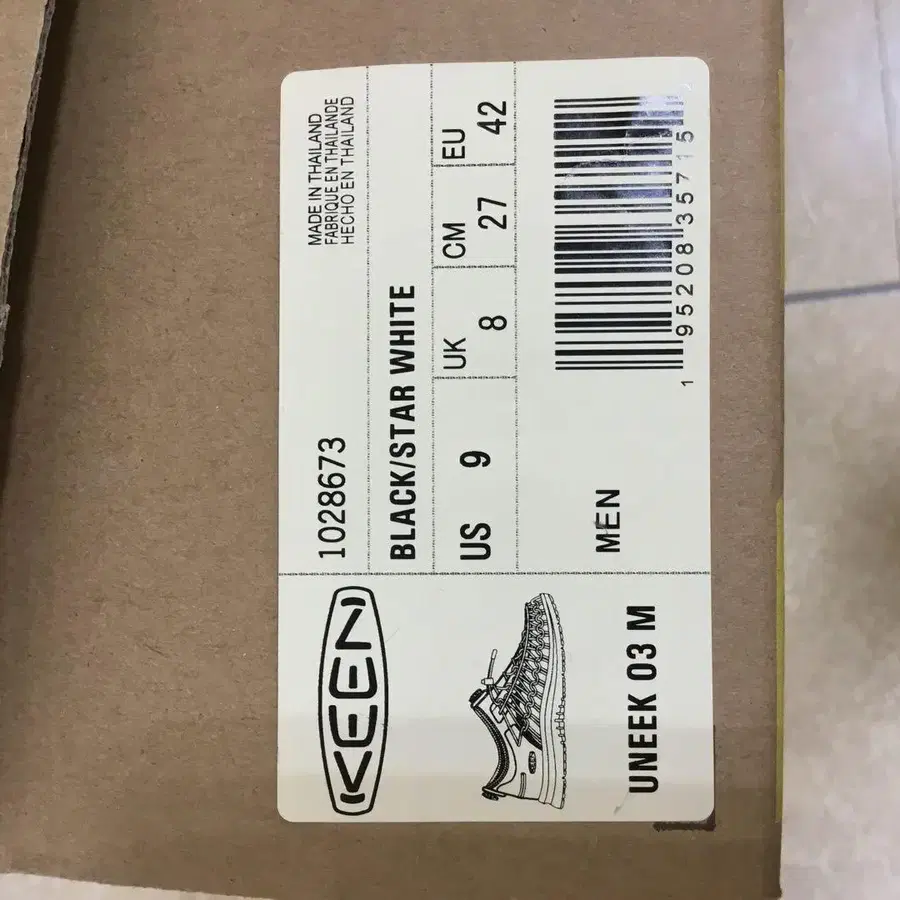 KEEN
1028673
MADE IN THAILAND
FABRIQUE EN THAILANDE
HECHO EN THAILAND
BLACK/STAR WHITE
US 9
UK 8
CM 27
EU 42
UNEEK 03 M
MEN
1 95208 35715